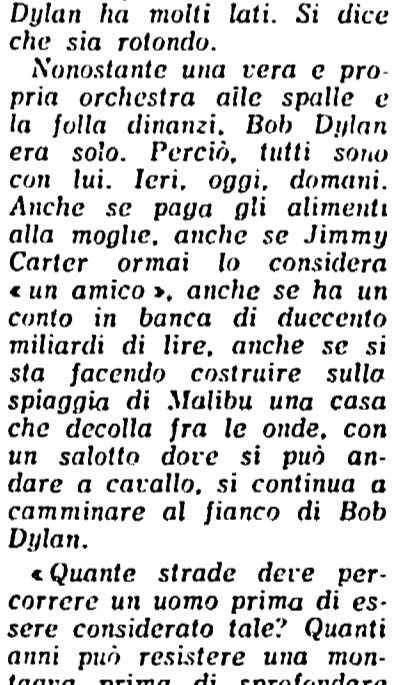 Dylan ha molti lati. Si dice
che sia rotondo.
Nonostante una vera e pro-
pria orchestra alle spalle e
la folla dinanzi, Bob Dylan
era solo. Perciò, tutti sono
con lui. Ieri, oggi, domani.
Anche se paga gli alimenti
alla moglie, anche se Jimmy
Carter ormai lo considera
« un amico », anche se ha un
conto in banca di duecento
miliardi di lire, anche se si
sta facendo costruire sulla
spiaggia di Malibu una casa
che decolla fra le onde, con
un salotto dove si può an-
dare a cavallo, si continua a
camminare al fianco di Bob
Dylan.
« Quante strade deve per-
correre un uomo prima di es-
sere considerato tale? Quanti
anni può resistere una mon-
tagna prima di sprofondare